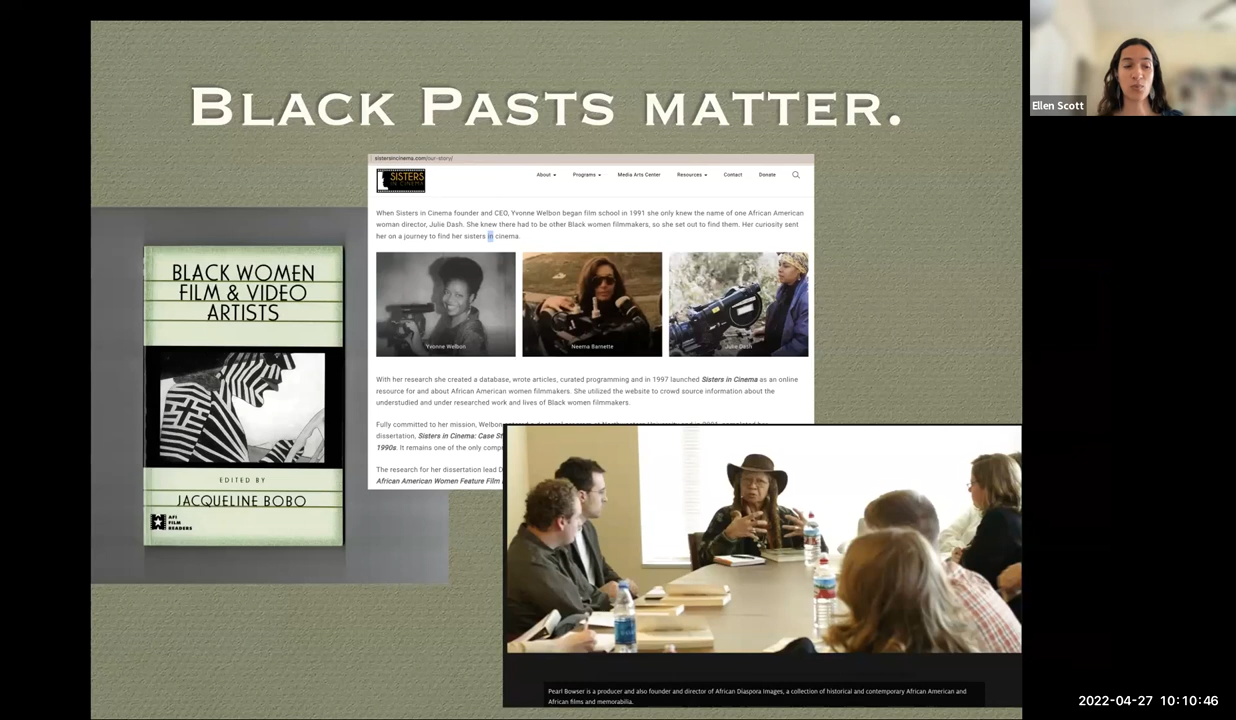 BLACK PASTS MATTER.
Ellen Scott
sistersincinema.com/our-story/
SISTERS
IN CINEMA
About
Programs
Media Arts Center
Resources
Contact
Donate
When Sisters in Cinema founder and CEO, Yvonne Welbon began film school in 1991 she only knew the name of one African American
woman director, Julie Dash. She knew there had to be other Black women filmmakers, so she set out to find them. Her curiosity sent
her on a journey to find her sisters in cinema.
Yvonne Welbon
Neema Barnette
Julie Dash
With her research she created a database, wrote articles, curated programming and in 1997 launched Sisters in Cinema as an online
resource for and about African American women filmmakers. She utilized the website to crowd source information about the
understudied and under researched work and lives of Black women filmmakers.
Fully committed to her mission, Welbon
dissertation, Sisters in Cinema: Case St
1990s. It remains one of the only comp
The research for her dissertation lead D
African American Women Feature Film
BLACK WOMEN
FILM & VIDEO
ARTISTS
EDITED BY
JACQUELINE BOBO
AFI
FILM
READERS
Pearl Bowser is a producer and also founder and director of African Diaspora Images, a collection of historical and contemporary African American and
African films and memorabilia.
2022-04-27 10:10:46